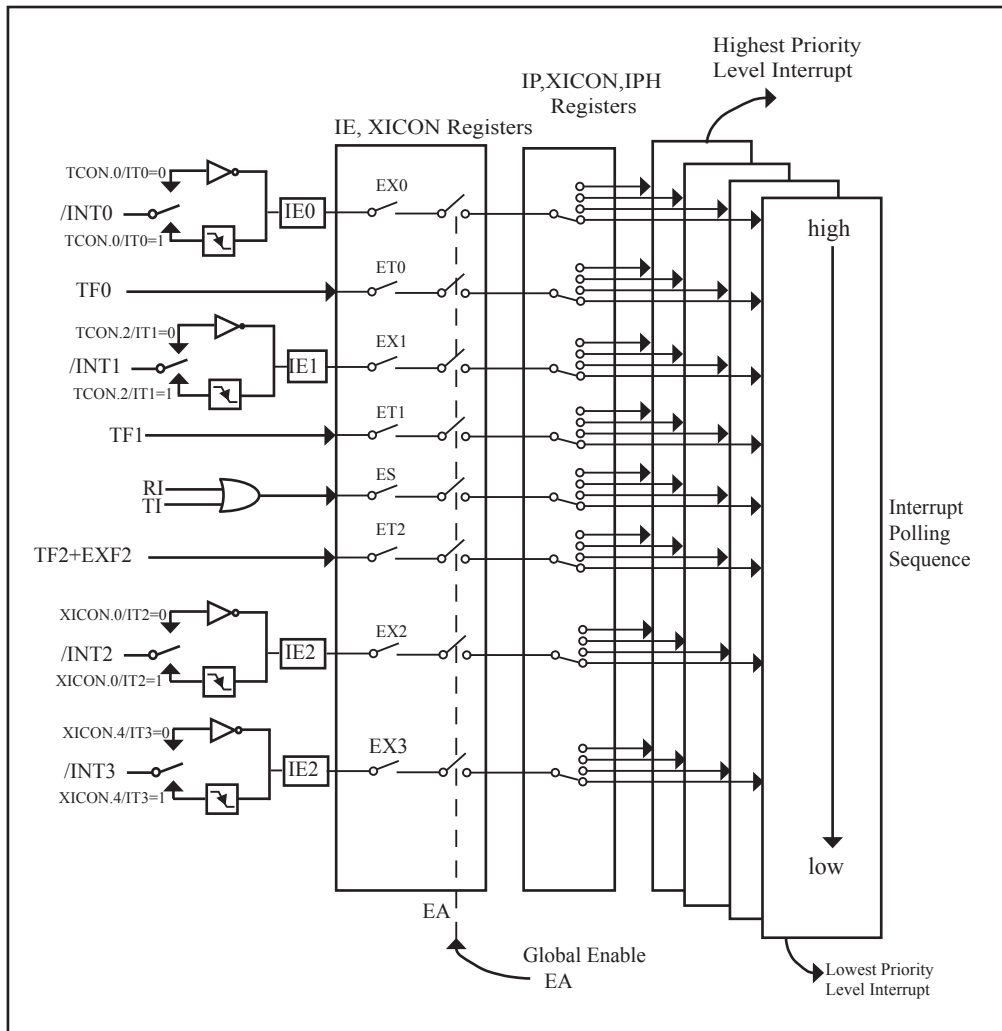 Highest Priority
Level Interrupt
IP,XICON,IPH
Registers
IE, XICON Registers
TCON.0/IT0=0
/INT0
TCON.0/IT0=1
IE0
EX0
high
TF0
ET0
TCON.2/IT1=0
/INT1
TCON.2/IT1=1
IE1
EX1
TF1
ET1
RI
TI
ES
Interrupt
Polling
Sequence
TF2+EXF2
ET2
XICON.0/IT2=0
/INT2
XICON.0/IT2=1
IE2
EX2
XICON.4/IT3=0
/INT3
XICON.4/IT3=1
IE2
EX3
low
EA
Global Enable
EA
Lowest Priority
Level Interrupt